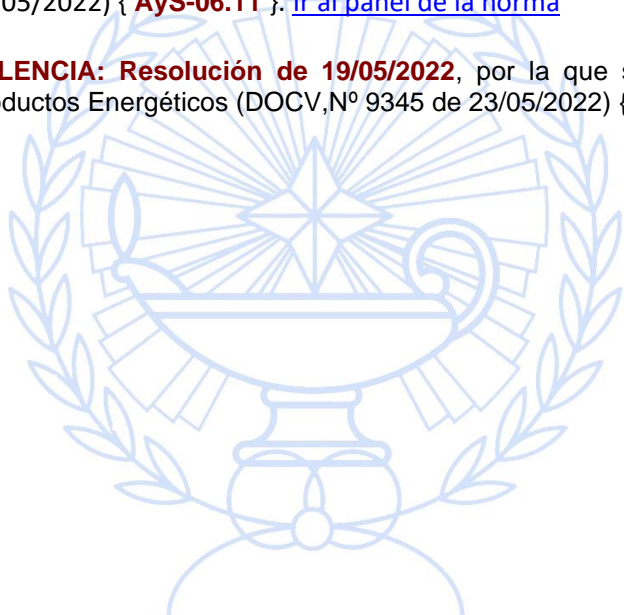 05/2022) { AyS-06.11 }. Ir al panel de la norma
LENCIA: Resolución de 19/05/2022, por la que s
oductos Energéticos (DOCV,Nº 9345 de 23/05/2022) {